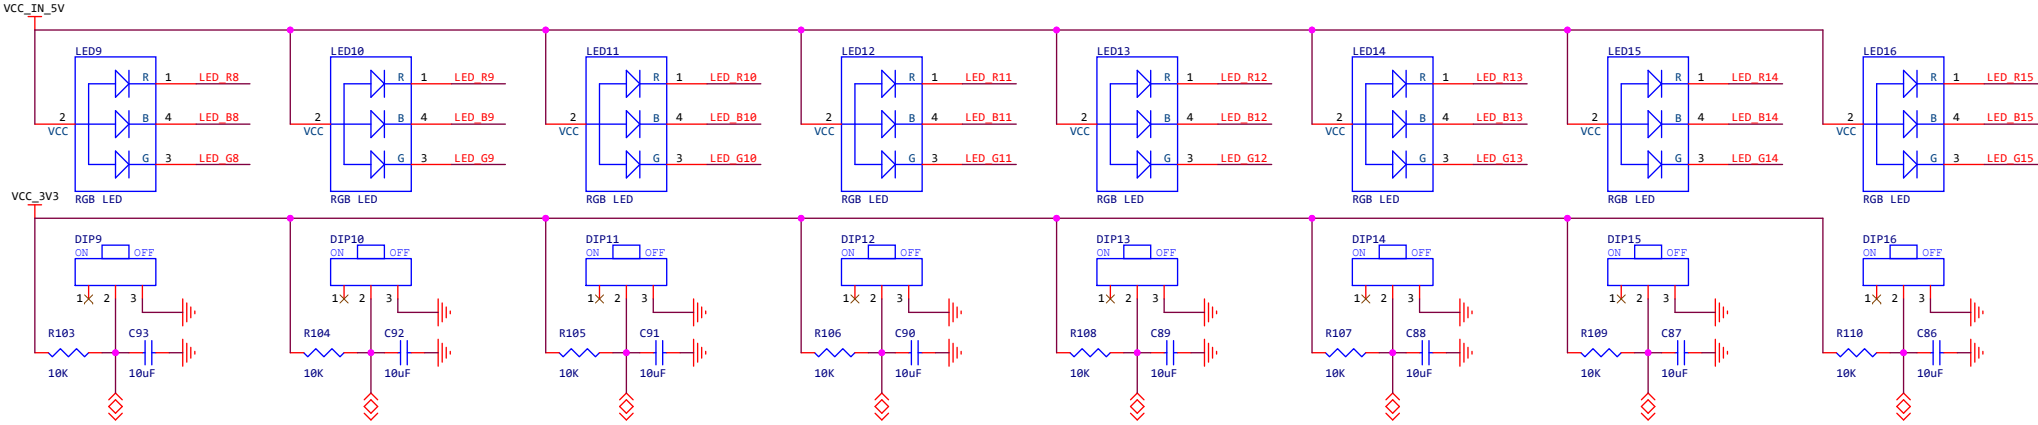 VCC_IN_5V
LED9 LED10 LED11 LED12 LED13 LED14 LED15 LED16
R 1 LED_R8 R 1 LED_R9 R 1 LED_R10 R 1 LED_R11 R 1 LED_R12 R 1 LED_R13 R 1 LED_R14 R 1 LED_R15
2 B 4 LED_B8 2 B 4 LED_B9 2 B 4 LED_B10 2 B 4 LED_B11 2 B 4 LED_B12 2 B 4 LED_B13 2 B 4 LED_B14 2 B 4 LED_B15
VCC VCC VCC VCC VCC VCC VCC VCC
G 3 LED_G8 G 3 LED_G9 G 3 LED_G10 G 3 LED_G11 G 3 LED_G12 G 3 LED_G13 G 3 LED_G14 G 3 LED_G15
RGB LED RGB LED RGB LED RGB LED RGB LED RGB LED RGB LED RGB LED
VCC_3V3
DIP9 DIP10 DIP11 DIP12 DIP13 DIP14 DIP15 DIP16
ON OFF ON OFF ON OFF ON OFF ON OFF ON OFF ON OFF ON OFF
1 2 3 1 2 3 1 2 3 1 2 3 1 2 3 1 2 3 1 2 3 1 2 3
R103 C93 R104 C92 R105 C91 R106 C90 R108 C89 R107 C88 R109 C87 R110 C86
10K 10uF 10K 10uF 10K 10uF 10K 10uF 10K 10uF 10K 10uF 10K 10uF 10K 10uF